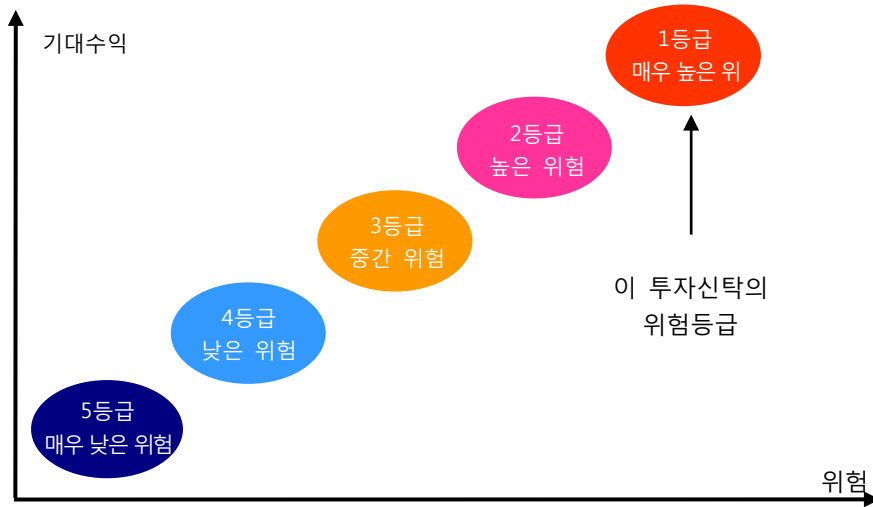 기대수익
1등급
매우 높은 위
2등급
높은 위험
3등급
중간 위험
이 투자신탁의
위험등급
4등급
낮은 위험
5등급
매우 낮은 위험
위험